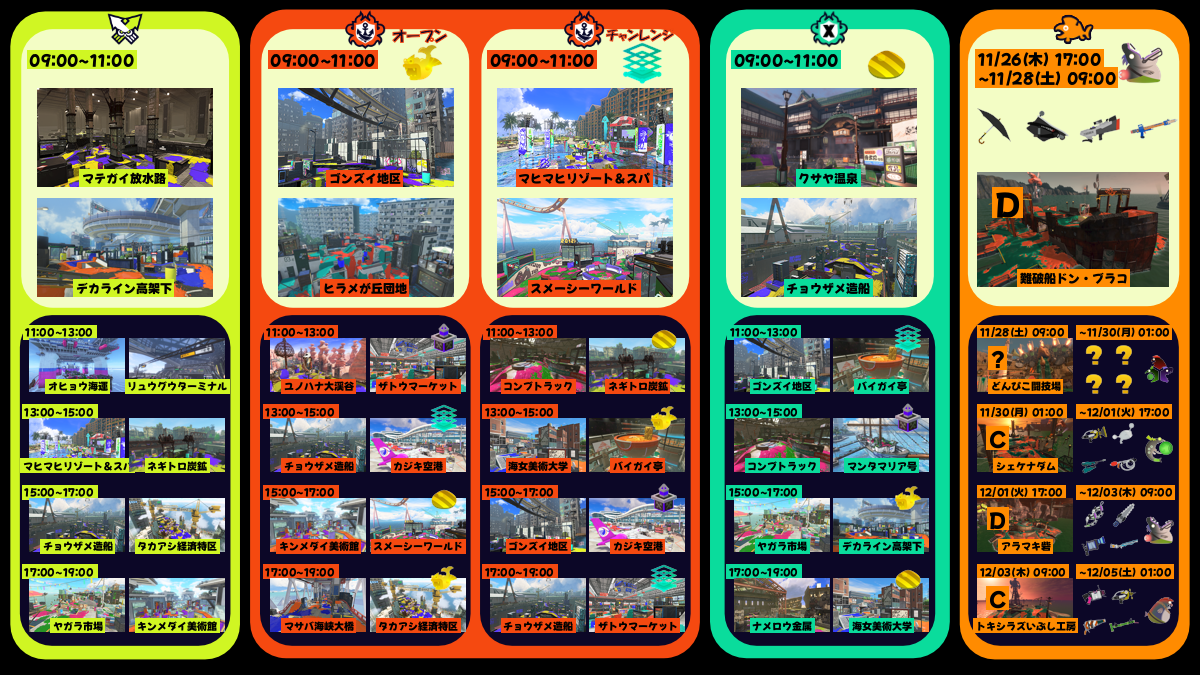 09:00~11:00
マテガイ放水路
デカライン高架下
11:00~13:00
オヒョウ海運
リュウグウターミナル
13:00~15:00
マヒマヒリゾート&スパ
ネギトロ炭鉱
15:00~17:00
チョウザメ造船
タカアシ経済特区
17:00~19:00
ヤガラ市場
キンメダイ美術館
オープン
09:00~11:00
ゴンズイ地区
ヒラメが丘団地
11:00~13:00
ユノハナ大渓谷
ザトウマーケット
13:00~15:00
チョウザメ造船
カジキ空港
15:00~17:00
キンメダイ美術館
スメーシーワールド
17:00~19:00
マサバ海峡大橋
タカアシ経済特区
チャレンジ
09:00~11:00
マヒマヒリゾート&スパ
スメーシーワールド
11:00~13:00
コンブトラック
ネギトロ炭鉱
13:00~15:00
海女美術大学
バイガイ亭
15:00~17:00
ゴンズイ地区
カジキ空港
17:00~19:00
チョウザメ造船
ザトウマーケット
X
09:00~11:00
クサヤ温泉
チョウザメ造船
11:00~13:00
ゴンズイ地区
バイガイ亭
13:00~15:00
コンブトラック
マンタマリア号
15:00~17:00
ヤガラ市場
デカライン高架下
17:00~19:00
ナメロウ金属
海女美術大学
11/26(木) 17:00
~11/28(土) 09:00
D
難破船ドン・ブラコ
11/28(土) 09:00
~11/30(月) 01:00
?
? ?
? ?
どんぴこ闘技場
11/30(月) 01:00
~12/01(火) 17:00
C
シェケナダム
12/01(火) 17:00
~12/03(木) 09:00
D
アラマキ砦
12/03(木) 09:00
~12/05(土) 01:00
C
トキシラズいぶし工房